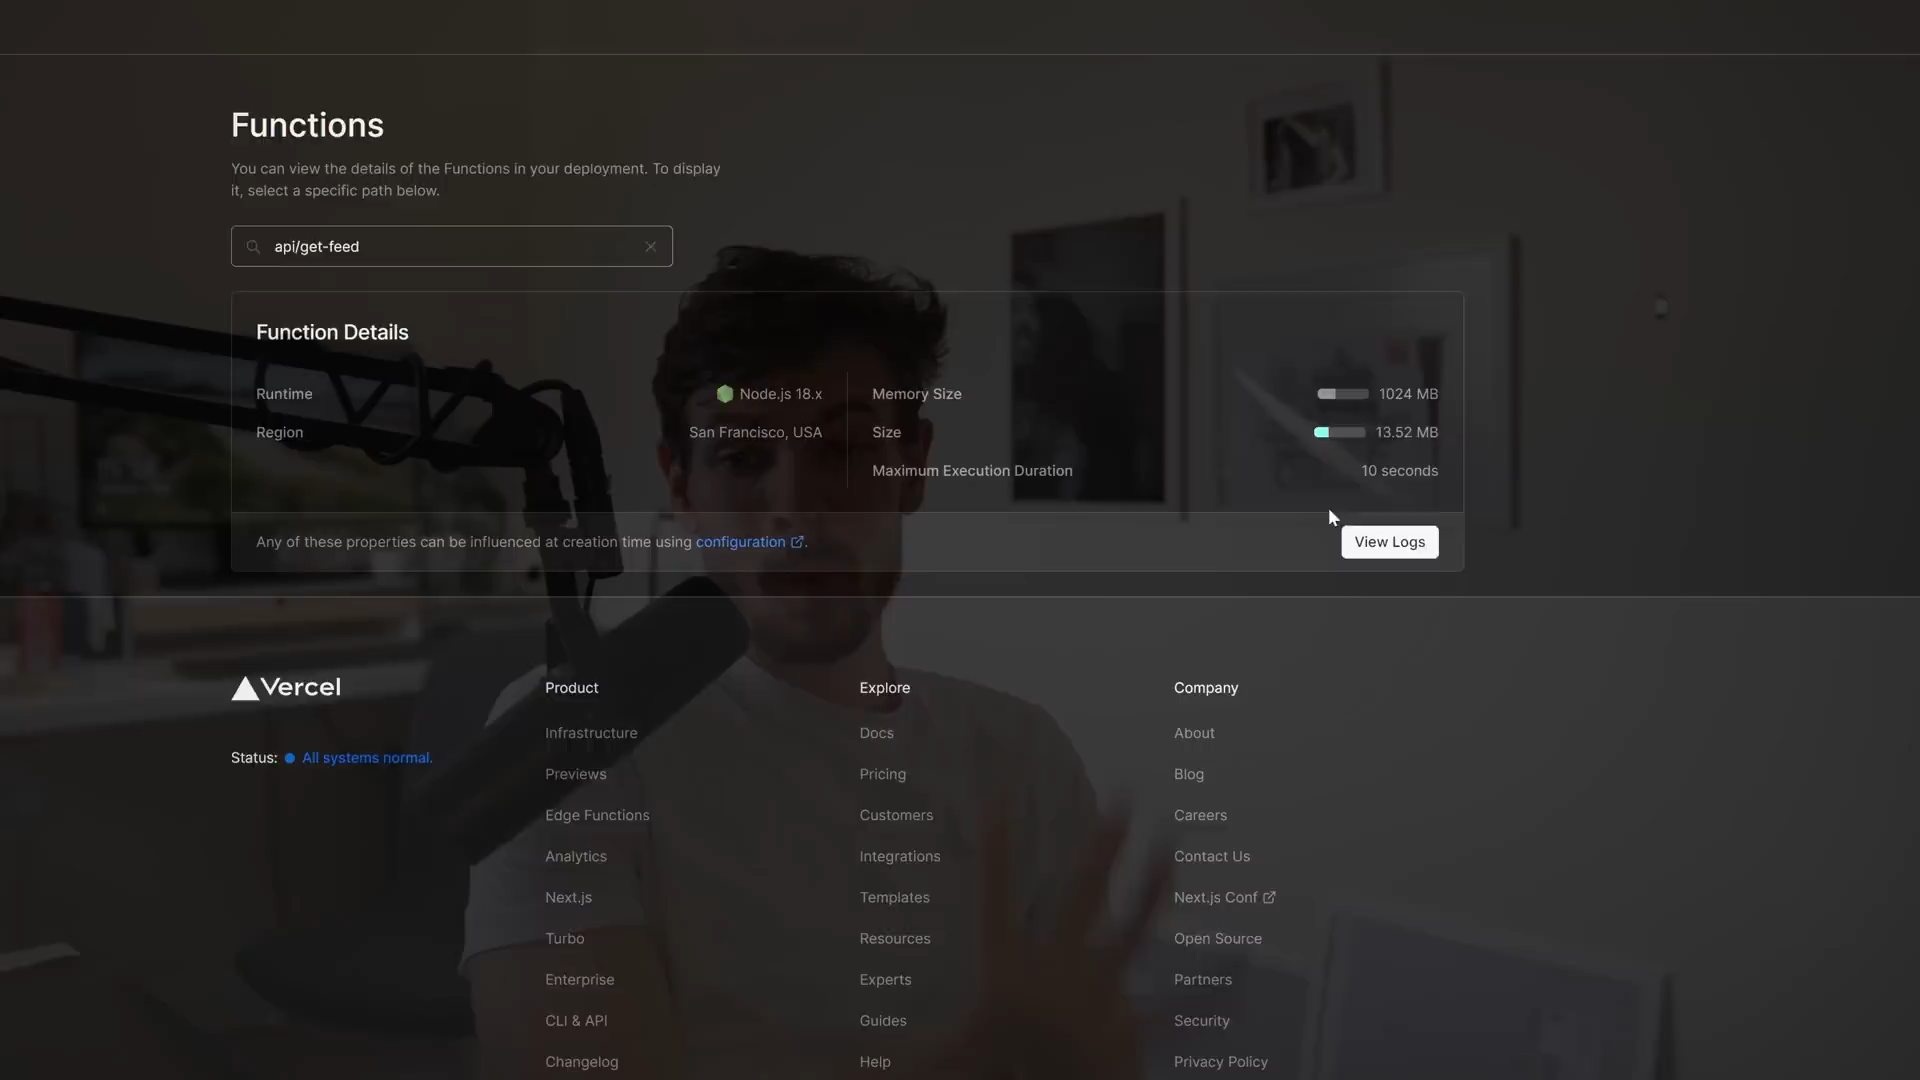 Functions
You can view the details of the Functions in your deployment. To display
it, select a specific path below.
api/get-feed
Function Details
Runtime
Node.js 18.x
Region
San Francisco, USA
Memory Size
1024 MB
Size
13.52 MB
Maximum Execution Duration
10 seconds
Any of these properties can be influenced at creation time using configuration.
View Logs
Vercel
Status: All systems normal.
Product
Infrastructure
Previews
Edge Functions
Analytics
Next.js
Turbo
Enterprise
CLI & API
Changelog
Explore
Docs
Pricing
Customers
Integrations
Templates
Resources
Experts
Guides
Help
Company
About
Blog
Careers
Contact Us
Next.js Conf
Open Source
Partners
Security
Privacy Policy